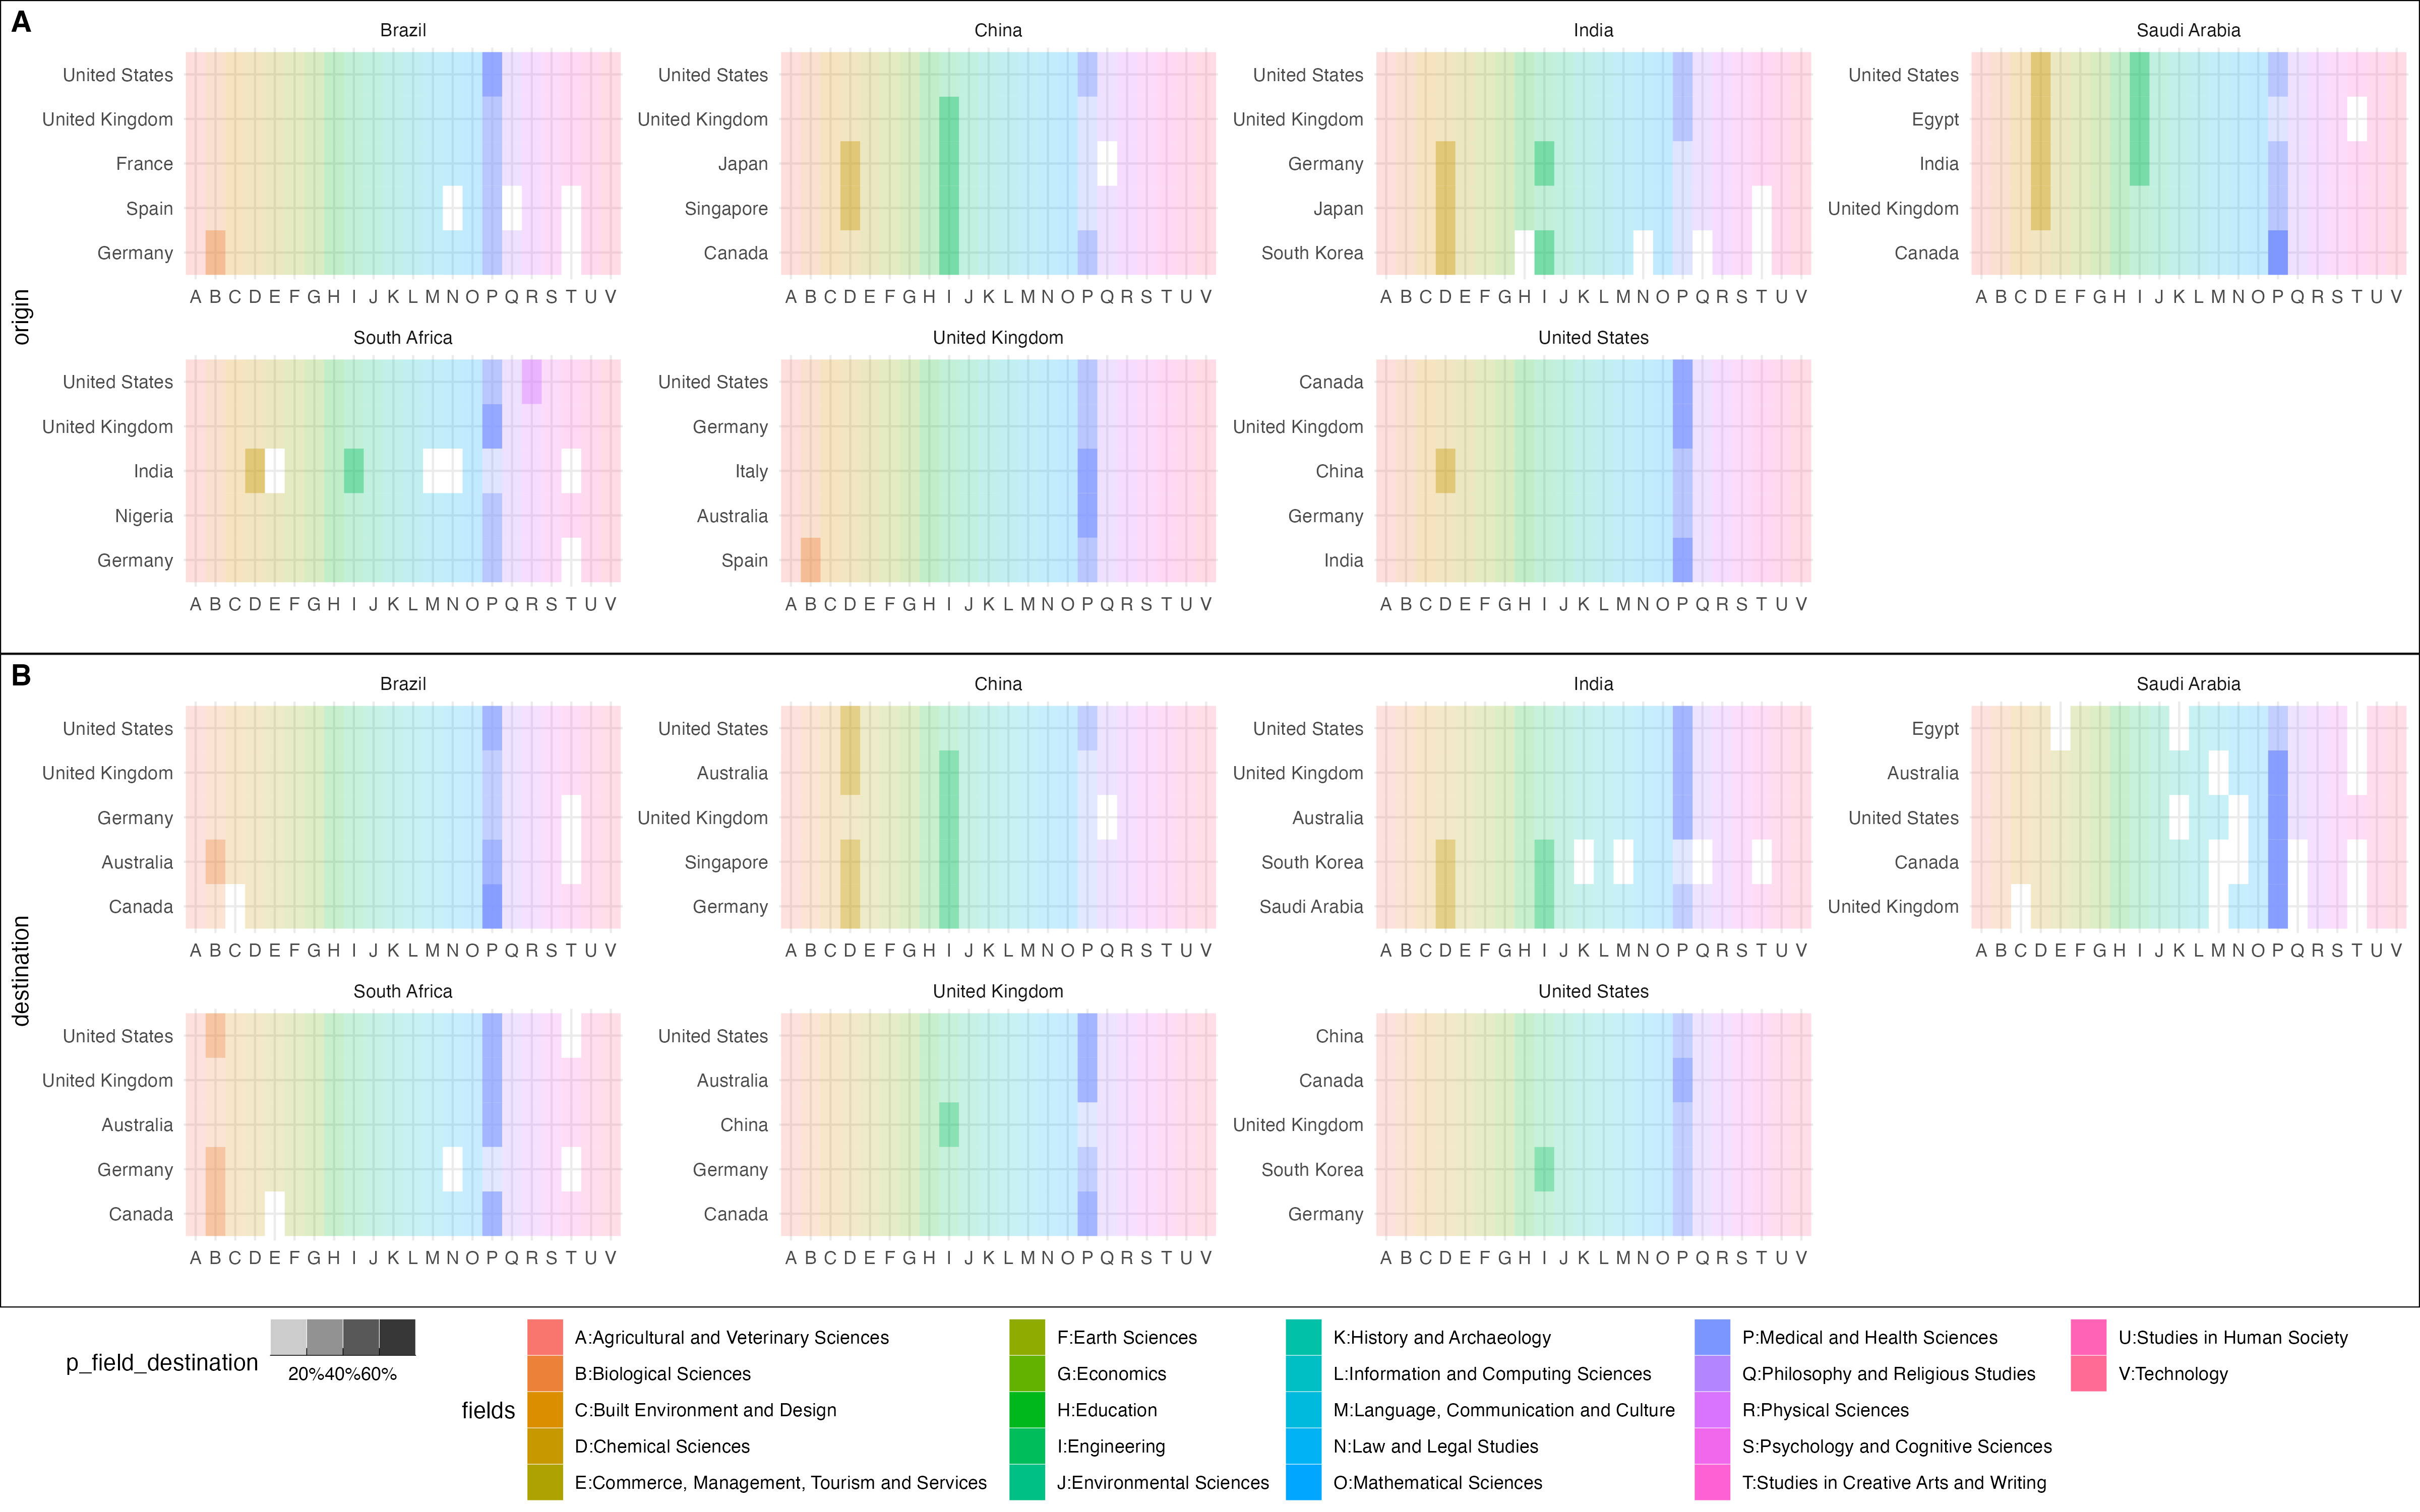 A
origin
Brazil
United States
United Kingdom
France
Spain
Germany
A B C D E F G H I J K L M N O P Q R S T U V
China
United States
United Kingdom
Japan
Singapore
Canada
A B C D E F G H I J K L M N O P Q R S T U V
India
United States
United Kingdom
Germany
Japan
South Korea
A B C D E F G H I J K L M N O P Q R S T U V
Saudi Arabia
United States
Egypt
India
United Kingdom
Canada
A B C D E F G H I J K L M N O P Q R S T U V
South Africa
United States
United Kingdom
India
Nigeria
Germany
A B C D E F G H I J K L M N O P Q R S T U V
United Kingdom
United States
Germany
Italy
Australia
Spain
A B C D E F G H I J K L M N O P Q R S T U V
United States
Canada
United Kingdom
China
Germany
India
A B C D E F G H I J K L M N O P Q R S T U V
B
destination
Brazil
United States
United Kingdom
Germany
Australia
Canada
A B C D E F G H I J K L M N O P Q R S T U V
China
United States
Australia
United Kingdom
Singapore
Germany
A B C D E F G H I J K L M N O P Q R S T U V
India
United States
United Kingdom
Australia
South Korea
Saudi Arabia
A B C D E F G H I J K L M N O P Q R S T U V
Saudi Arabia
Egypt
Australia
United States
Canada
United Kingdom
A B C D E F G H I J K L M N O P Q R S T U V
South Africa
United States
United Kingdom
Australia
Germany
Canada
A B C D E F G H I J K L M N O P Q R S T U V
United Kingdom
United States
Australia
China
Germany
Canada
A B C D E F G H I J K L M N O P Q R S T U V
United States
China
Canada
United Kingdom
South Korea
Germany
A B C D E F G H I J K L M N O P Q R S T U V
p_field_destination
20%40%60%
fields
A:Agricultural and Veterinary Sciences
B:Biological Sciences
C:Built Environment and Design
D:Chemical Sciences
E:Commerce, Management, Tourism and Services
F:Earth Sciences
G:Economics
H:Education
I:Engineering
J:Environmental Sciences
K:History and Archaeology
L:Information and Computing Sciences
M:Language, Communication and Culture
N:Law and Legal Studies
O:Mathematical Sciences
P:Medical and Health Sciences
Q:Philosophy and Religious Studies
R:Physical Sciences
S:Psychology and Cognitive Sciences
T:Studies in Creative Arts and Writing
U:Studies in Human Society
V:Technology